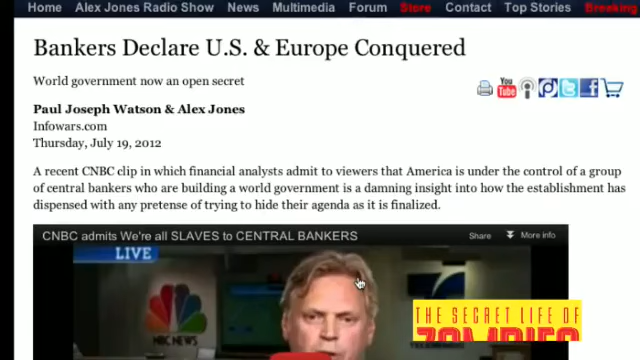 Home Alex Jones Radio Show News Multimedia Forum Store Contact Top Stories Breaking
Bankers Declare U.S. & Europe Conquered
World government now an open secret
You
Tube
Paul Joseph Watson & Alex Jones
Infowars.com
Thursday, July 19, 2012
A recent CNBC clip in which financial analysts admit to viewers that America is under the control of a group
of central bankers who are building a world government is a damning insight into how the establishment has
dispensed with any pretense of trying to hide their agenda as it is finalized.
CNBC admits We're all SLAVES to CENTRAL BANKERS Share More info
LIVE
NBC NEWS
THE SECRET LIFE OF
ZOMBIES